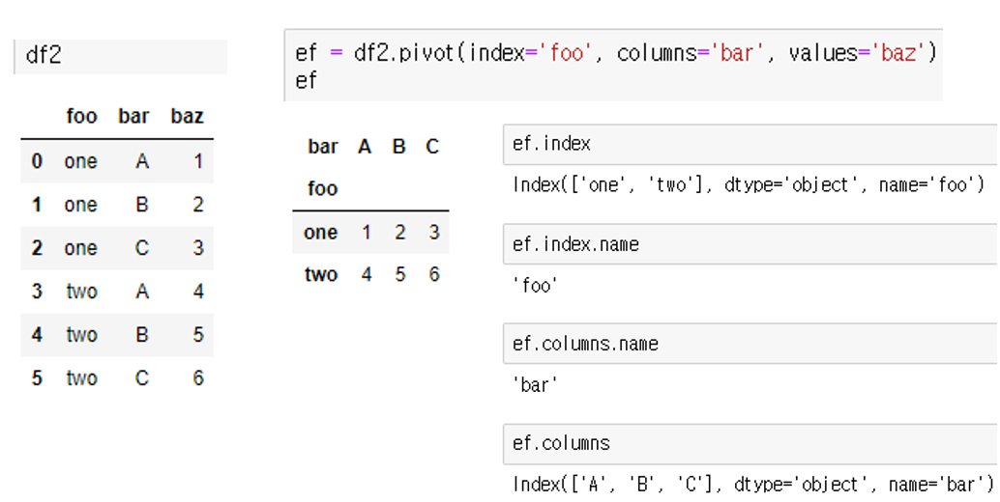 df2
foo bar baz
0 one A 1
1 one B 2
2 one C 3
3 two A 4
4 two B 5
5 two C 6
ef = df2.pivot(index='foo', columns='bar', values='baz')
ef
bar A B C
foo
one 1 2 3
two 4 5 6
ef.index
Index(['one', 'two'], dtype='object', name='foo')
ef.index.name
'foo'
ef.columns.name
'bar'
ef.columns
Index(['A', 'B', 'C'], dtype='object', name='bar')